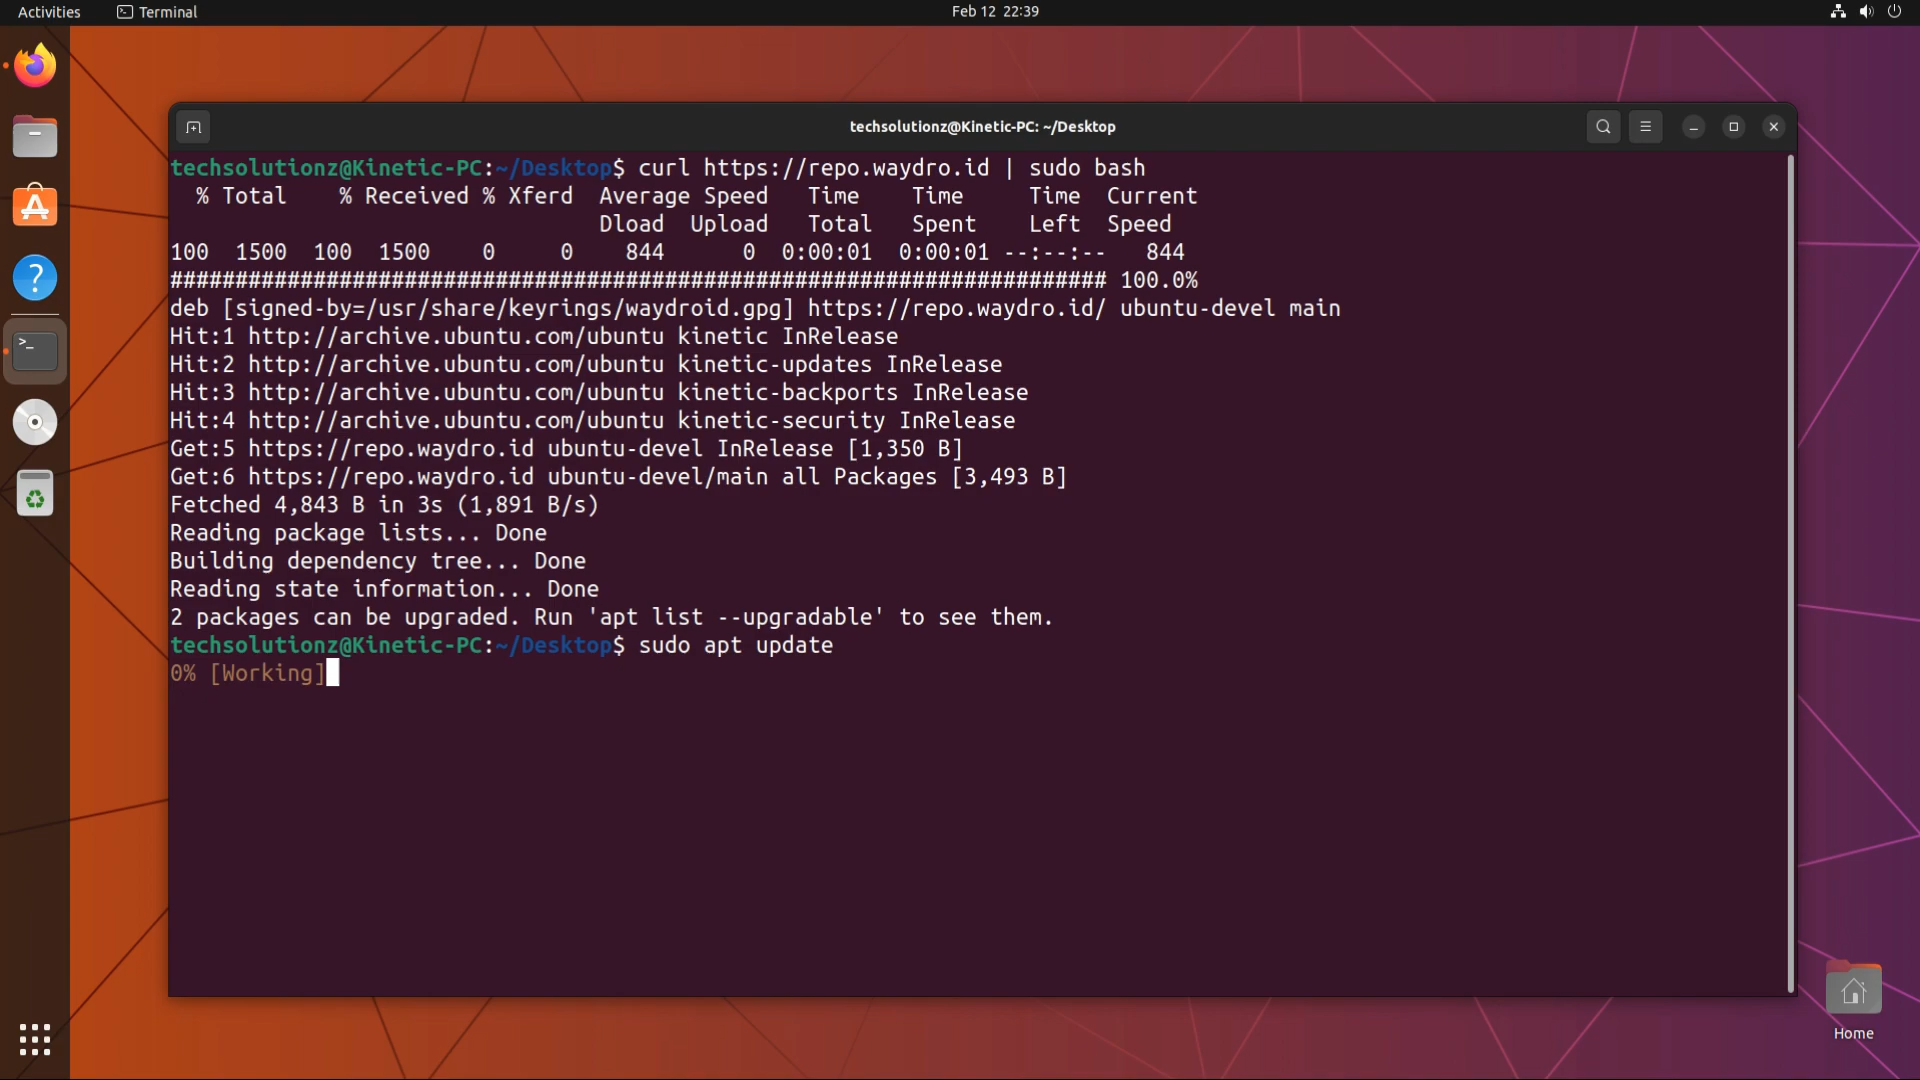 Activities Terminal Feb 12 22:39
techsolutionz@Kinetic-PC: ~/Desktop
techsolutionz@Kinetic-PC:~/Desktop$ curl https://repo.waydro.id | sudo bash
  % Total    % Received % Xferd  Average Speed   Time    Time     Time  Current
                                 Dload  Upload   Total   Spent    Left  Speed
100  1500  100  1500    0     0    844      0  0:00:01  0:00:01 --:--:--   844
######################################################################## 100.0%
deb [signed-by=/usr/share/keyrings/waydroid.gpg] https://repo.waydro.id/ ubuntu-devel main
Hit:1 http://archive.ubuntu.com/ubuntu kinetic InRelease
Hit:2 http://archive.ubuntu.com/ubuntu kinetic-updates InRelease
Hit:3 http://archive.ubuntu.com/ubuntu kinetic-backports InRelease
Hit:4 http://archive.ubuntu.com/ubuntu kinetic-security InRelease
Get:5 https://repo.waydro.id ubuntu-devel InRelease [1,350 B]
Get:6 https://repo.waydro.id ubuntu-devel/main all Packages [3,493 B]
Fetched 4,843 B in 3s (1,891 B/s)
Reading package lists... Done
Building dependency tree... Done
Reading state information... Done
2 packages can be upgraded. Run 'apt list --upgradable' to see them.
techsolutionz@Kinetic-PC:~/Desktop$ sudo apt update
0% [Working]
Home